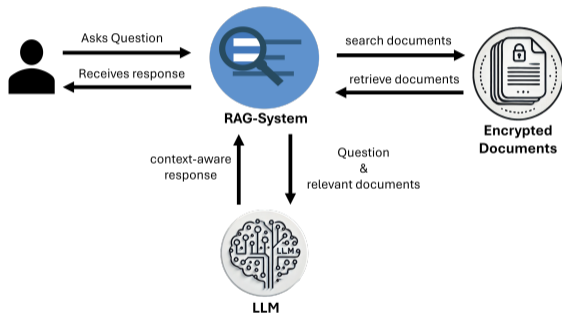 Asks Question
Receives response
RAG-System
search documents
retrieve documents
Encrypted
Documents
context-aware
response
Question
&
relevant documents
LLM
LLM